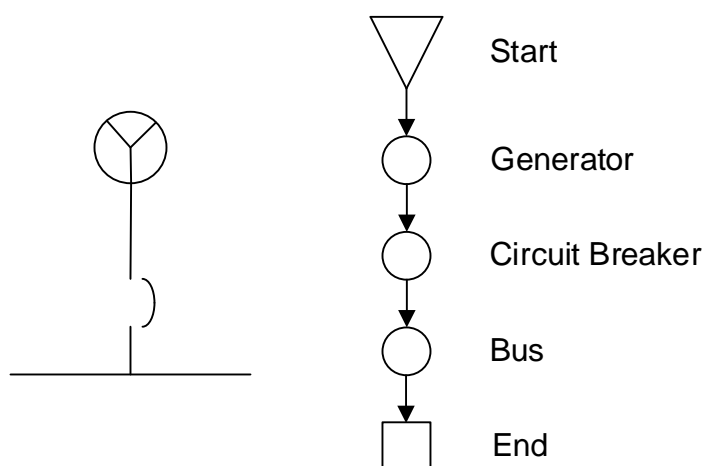 Start
Generator
Circuit Breaker
Bus
End